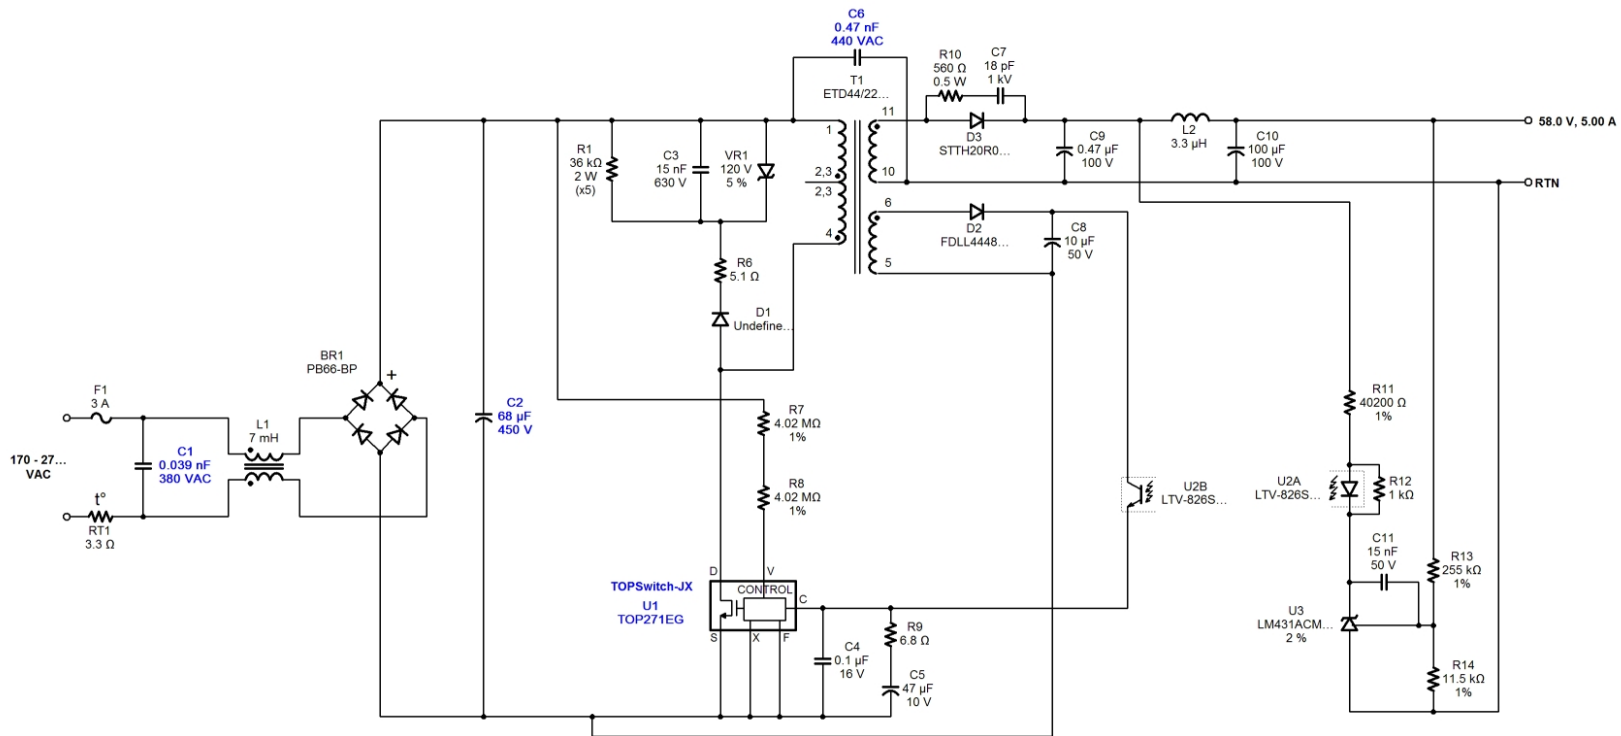 C6
0.47 nF
440 VAC
T1
ETD44/22...
R10
560 Ω
0.5 W
C7
18 pF
1 kV
11
10
D3
STTH20R0...
C9
0.47 µF
100 V
L2
3.3 µH
C10
100 µF
100 V
58.0 V, 5.00 A
RTN
1
2,3
2,3
4
R1
36 kΩ
2 W
(x5)
C3
15 nF
630 V
VR1
120 V
5 %
6
5
D2
FDLL4448...
C8
10 µF
50 V
R6
5.1 Ω
D1
Undefine...
BR1
PB66-BP
+
F1
3 A
L1
7 mH
C1
0.039 nF
380 VAC
170 - 27...
VAC
t°
RT1
3.3 Ω
C2
68 µF
450 V
R7
4.02 MΩ
1%
R8
4.02 MΩ
1%
R11
40200 Ω
1%
U2B
LTV-826S...
U2A
LTV-826S...
R12
1 kΩ
C11
15 nF
50 V
R13
255 kΩ
1%
U3
LM431ACM...
2 %
R14
11.5 kΩ
1%
TOPSwitch-JX
U1
TOP271EG
D
V
CONTROL
C
S
X
F
R9
6.8 Ω
C4
0.1 µF
16 V
C5
47 µF
10 V